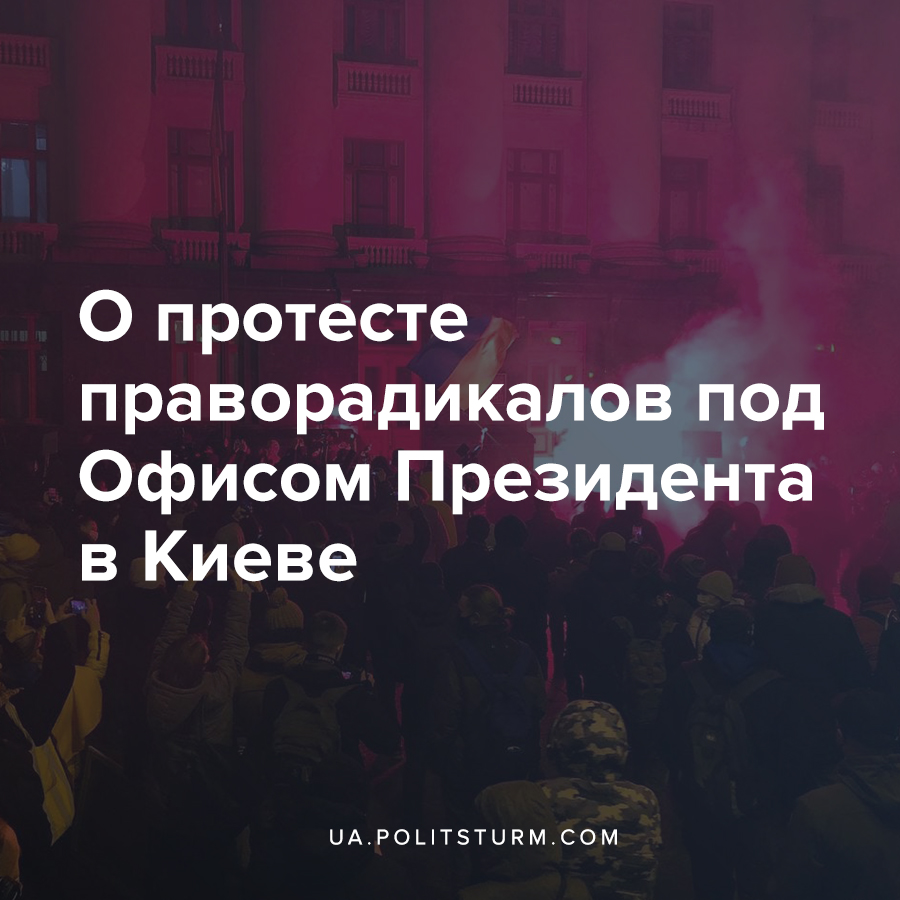 О протесте
праворадикалов под
Офисом Президента
в Киеве
UA.POLITSTURM.COM